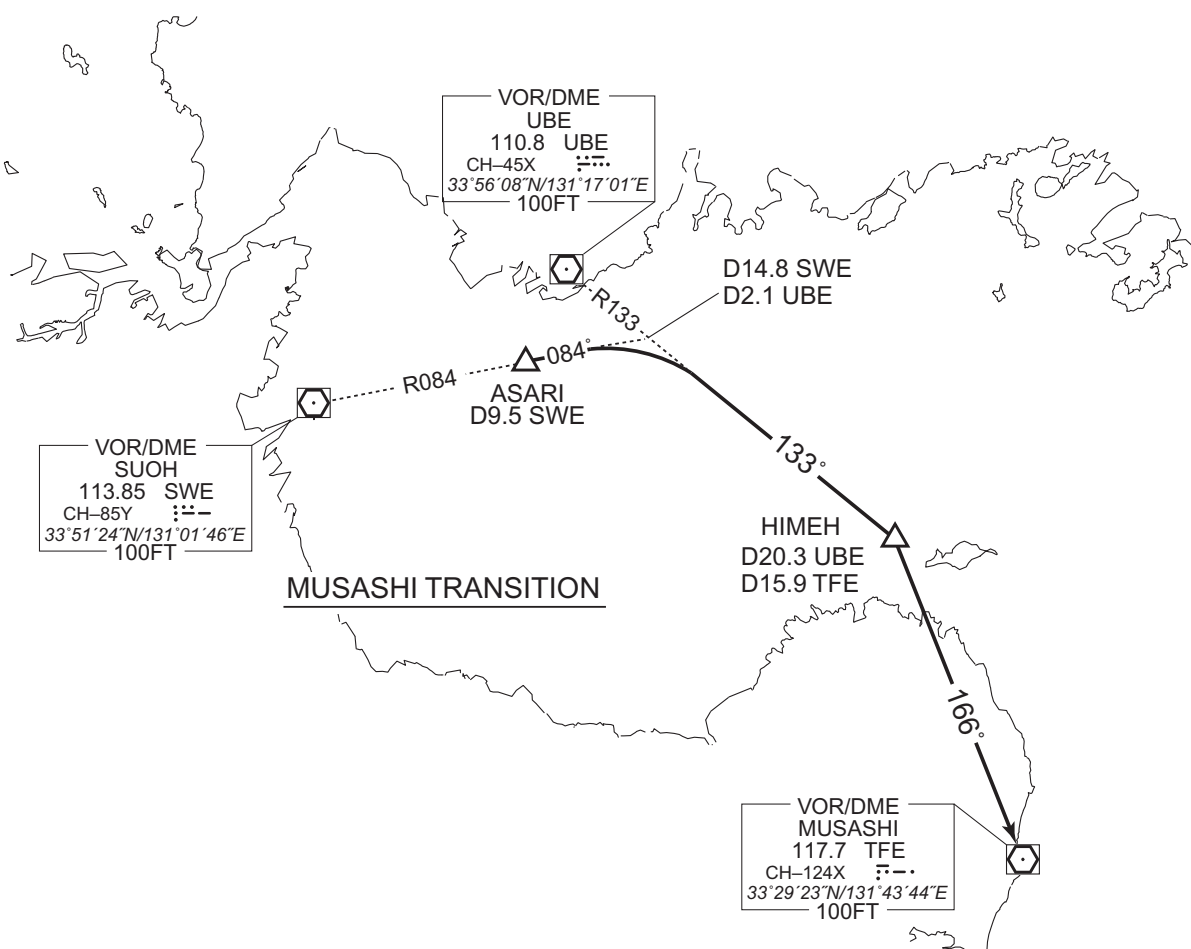 VOR/DME
UBE
110.8 UBE
CH–45X
33°56′08″N/131°17′01″E
100FT
D14.8 SWE
D2.1 UBE
R133
084°
R084
ASARI
D9.5 SWE
VOR/DME
SUOH
113.85 SWE
CH–85Y
33°51′24″N/131°01′46″E
100FT
133°
HIMEH
D20.3 UBE
D15.9 TFE
MUSASHI TRANSITION
166°
VOR/DME
MUSASHI
117.7 TFE
CH–124X
33°29′23″N/131°43′44″E
100FT